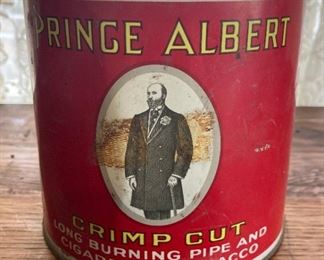 PRINCE ALBERT
CRIMP CUT
LONG BURNING PIPE AND